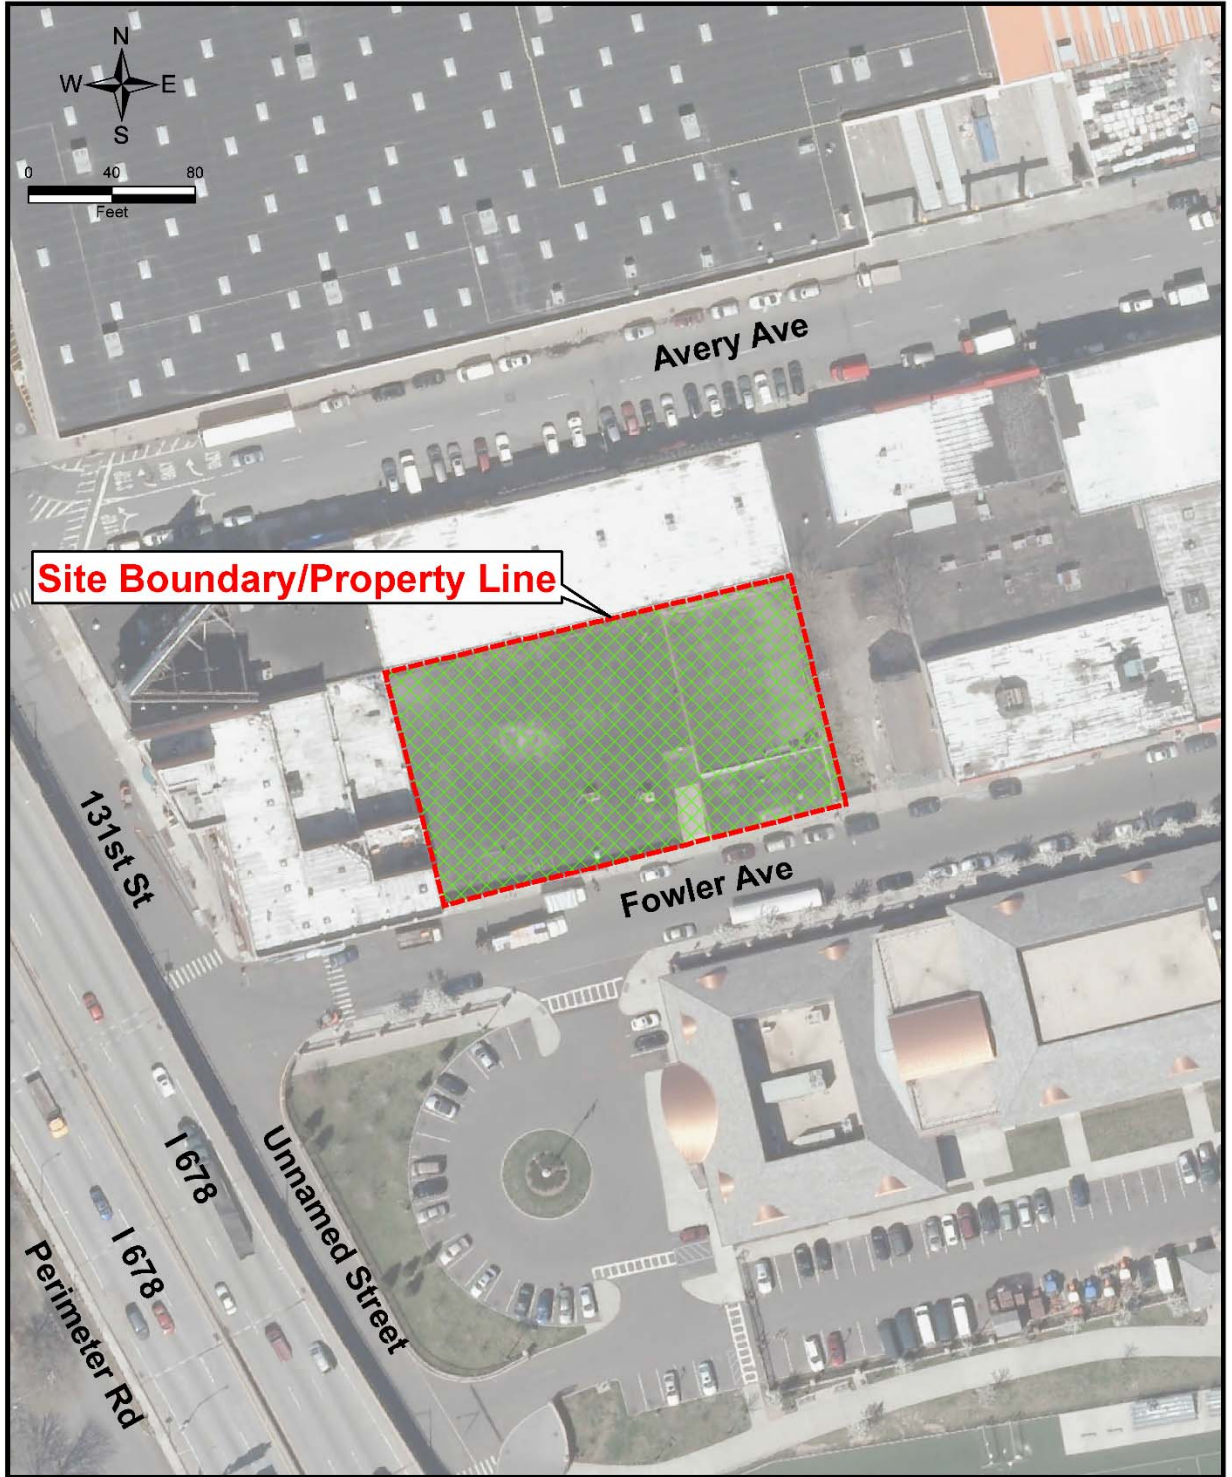 N
W E
S
0 40 80
Feet
Avery Ave
Site Boundary/Property Line
131st St
Fowler Ave
I 678
Unnamed Street
I 678
Perimeter Rd